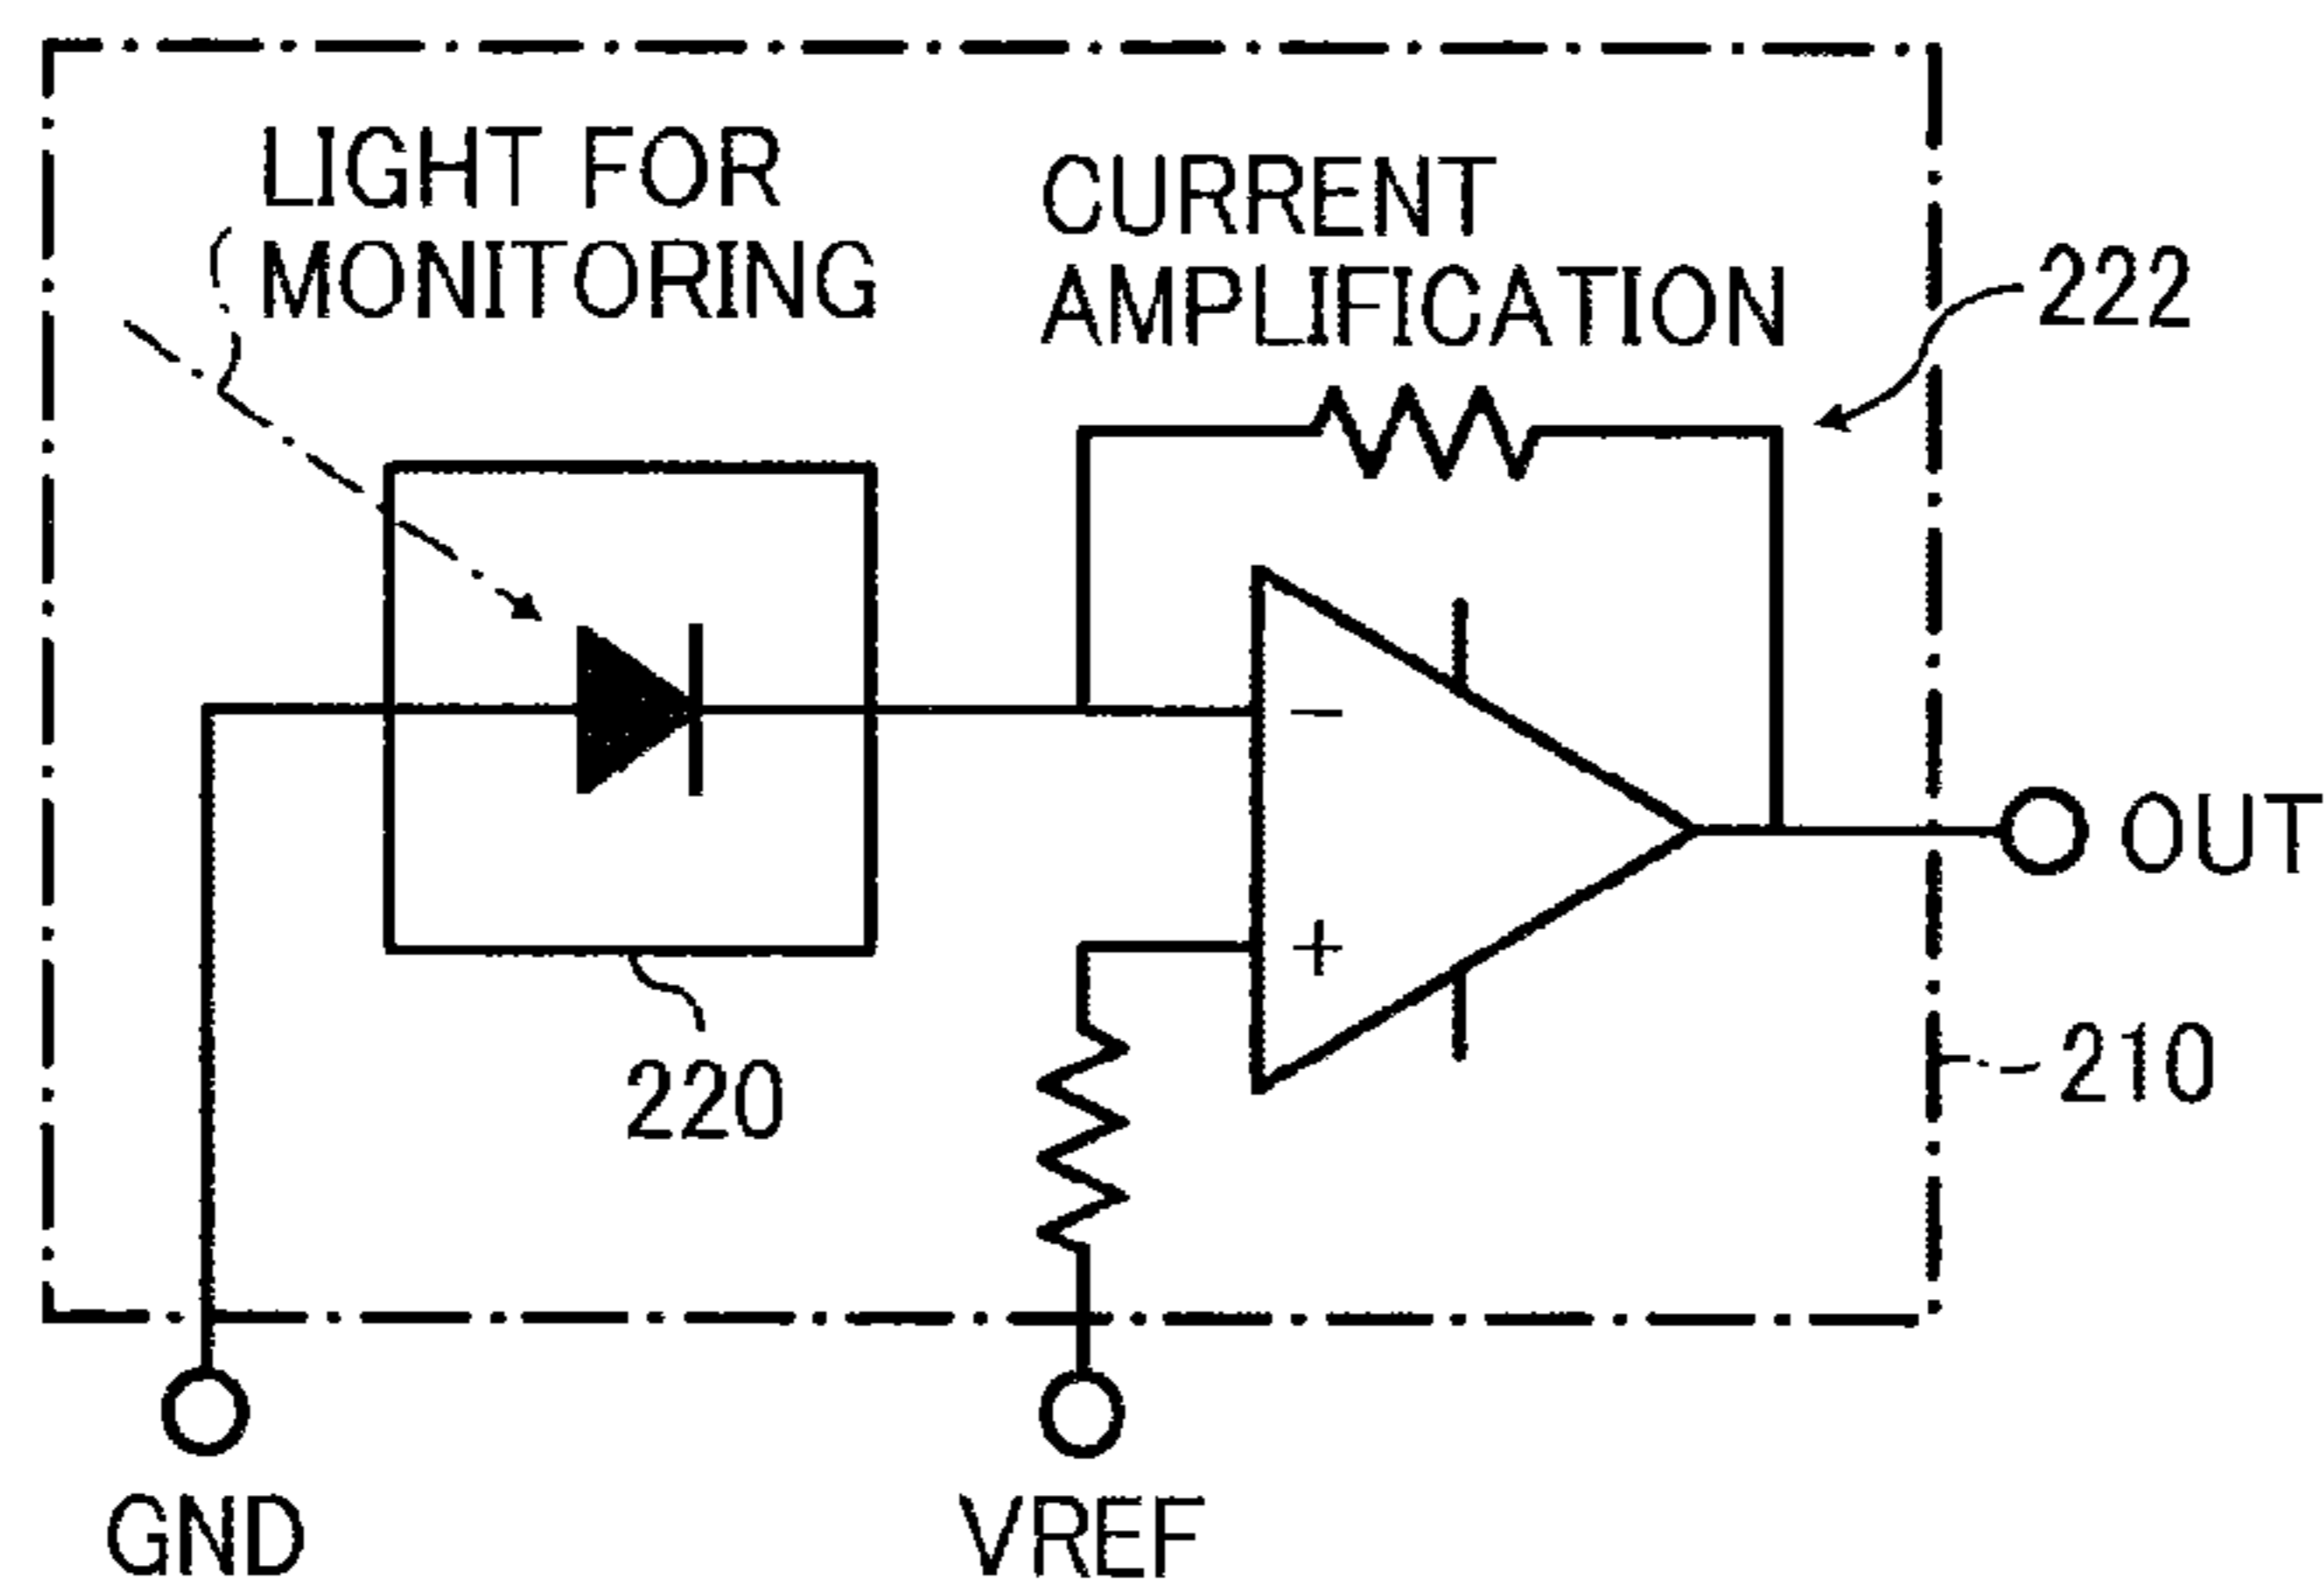 LIGHT FOR
MONITORING
CURRENT
AMPLIFICATION
222
−
+
OUT
220
210
GND
VREF